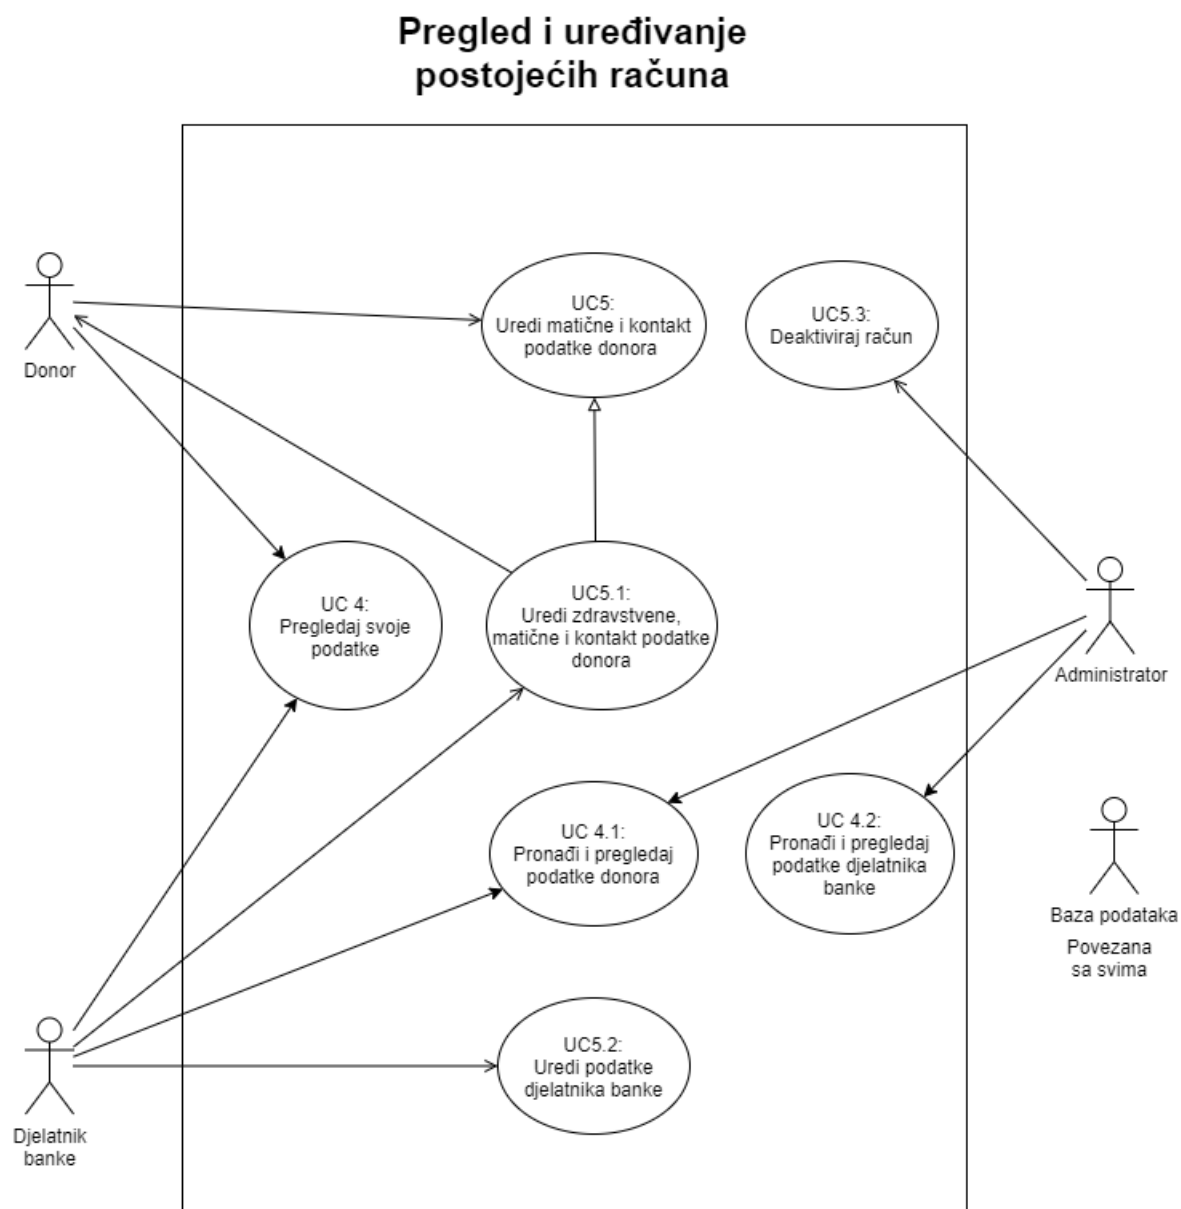 Pregled i uređivanje
postojećih računa
UC5:
Uredi matične i kontakt
podatke donora
UC5.3:
Deaktiviraj račun
Donor
UC 4:
Pregledaj svoje
podatke
UC5.1:
Uredi zdravstvene,
matične i kontakt podatke
donora
Administrator
UC 4.1:
Pronađi i pregledaj
podatke donora
UC 4.2:
Pronađi i pregledaj
podatke djelatnika
banke
Baza podataka
Povezana
sa svima
UC5.2:
Uredi podatke
djelatnika banke
Djelatnik
banke